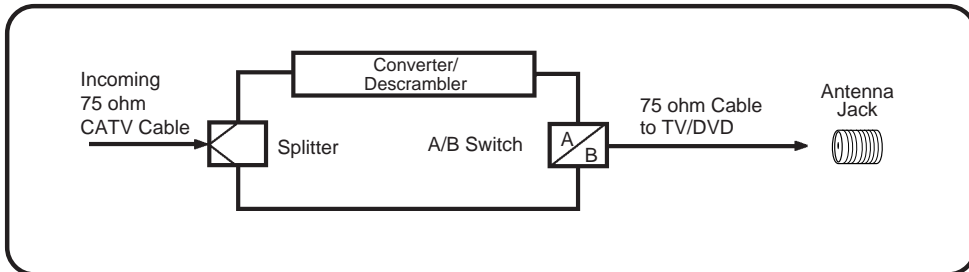 Converter/
Descrambler
Incoming
75 ohm
CATV Cable
Splitter
A/B Switch
A
B
75 ohm Cable
to TV/DVD
Antenna
Jack